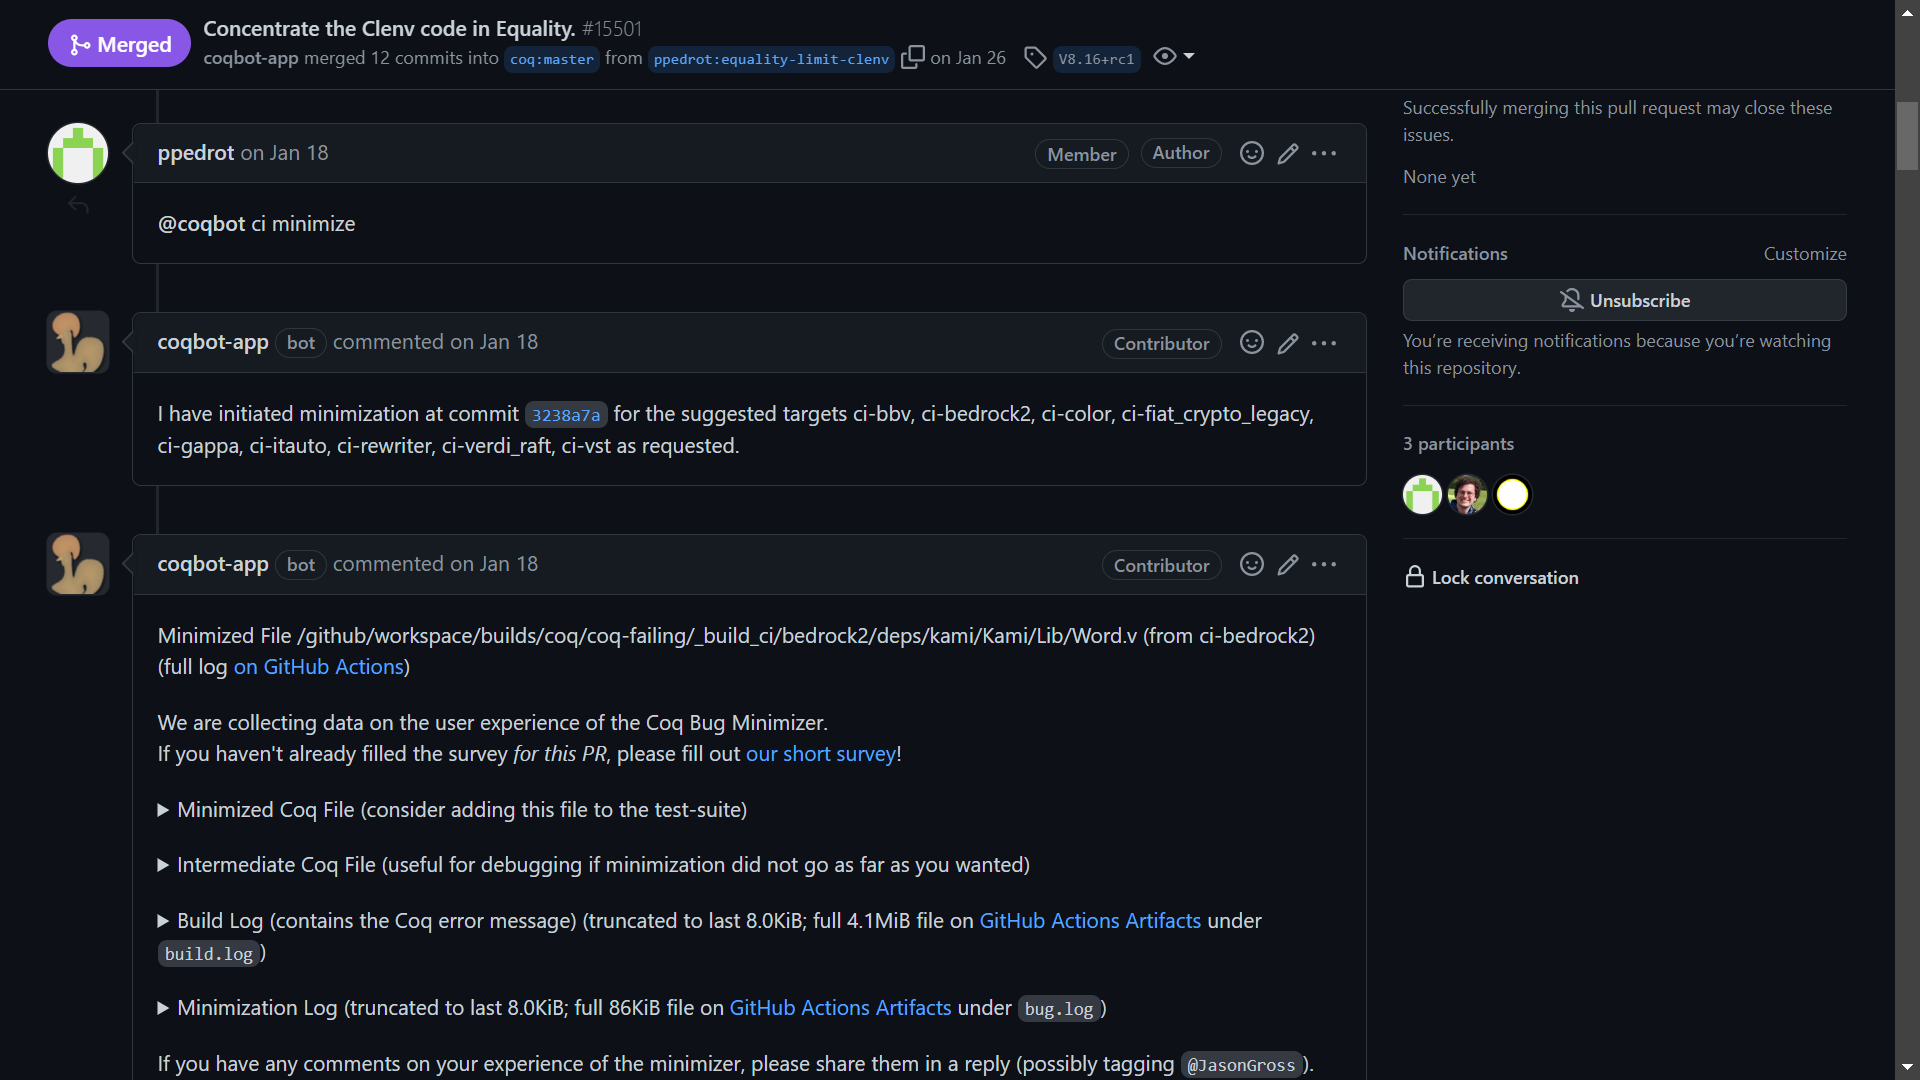 Merged
Concentrate the Clenv code in Equality. #15501
coqbot-app merged 12 commits into coq:master from ppedrot:equality-limit-clenv on Jan 26 V8.16+rc1
ppedrot on Jan 18
Member Author
@coqbot ci minimize
coqbot-app bot commented on Jan 18
Contributor
I have initiated minimization at commit 3238a7a for the suggested targets ci-bbv, ci-bedrock2, ci-color, ci-fiat_crypto_legacy,
ci-gappa, ci-itauto, ci-rewriter, ci-verdi_raft, ci-vst as requested.
coqbot-app bot commented on Jan 18
Contributor
Minimized File /github/workspace/builds/coq/coq-failing/_build_ci/bedrock2/deps/kami/Kami/Lib/Word.v (from ci-bedrock2)
(full log on GitHub Actions)
We are collecting data on the user experience of the Coq Bug Minimizer.
If you haven't already filled the survey for this PR, please fill out our short survey!
Minimized Coq File (consider adding this file to the test-suite)
Intermediate Coq File (useful for debugging if minimization did not go as far as you wanted)
Build Log (contains the Coq error message) (truncated to last 8.0KiB; full 4.1MiB file on GitHub Actions Artifacts under
build.log)
Minimization Log (truncated to last 8.0KiB; full 86KiB file on GitHub Actions Artifacts under bug.log)
If you have any comments on your experience of the minimizer, please share them in a reply (possibly tagging @JasonGross).
Successfully merging this pull request may close these
issues.
None yet
Notifications
Customize
Unsubscribe
You’re receiving notifications because you’re watching
this repository.
3 participants
Lock conversation